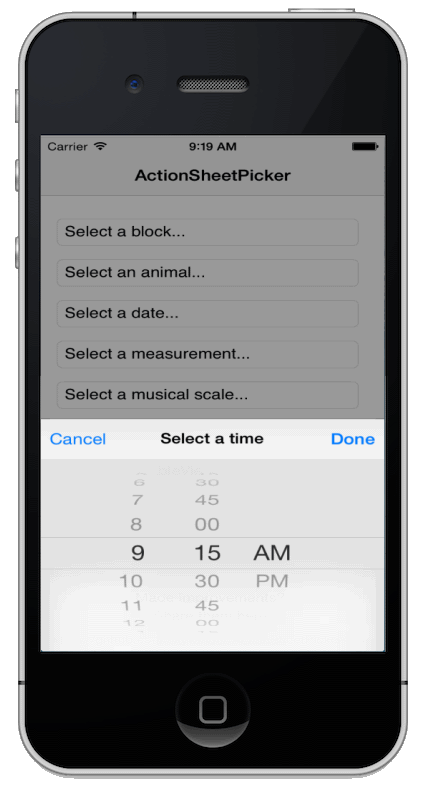 Carrier 9:19 AM
ActionSheetPicker
Select a block...
Select an animal...
Select a date...
Select a measurement...
Select a musical scale...
Cancel Select a time Done
6 30
7 45
8 00
9 15 AM
10 30 PM
11 45
12 00